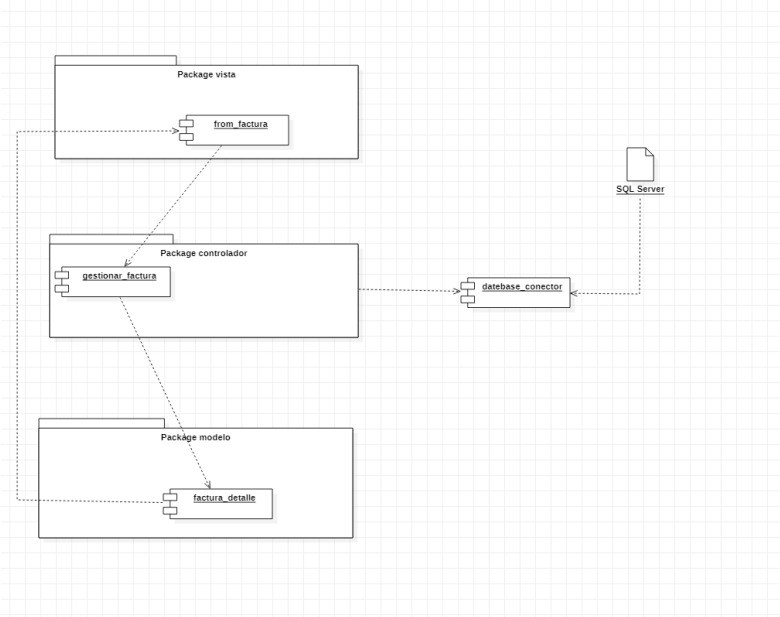 Package vista
from_factura
SQL Server
Package controlador
gestionar_factura
datebase_conector
Package modelo
factura_detalle